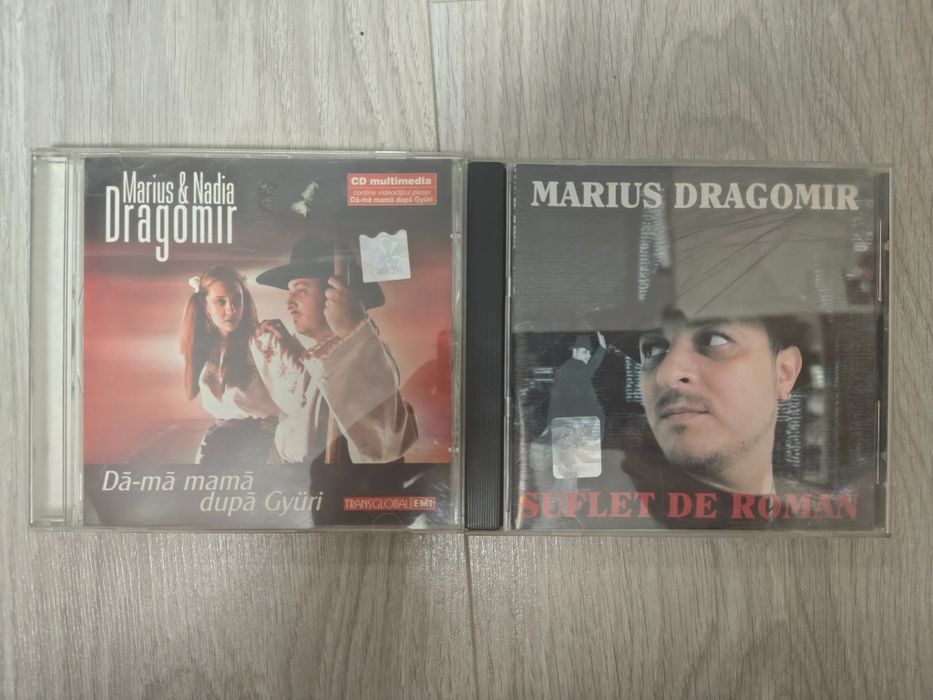 Marius & Nadia
Dragomir
CD multimedia
conține videoclipul piesei
Dă-mă mamă după Gyüri
Dă-mă mamă
după Gyüri
TRANSGLOBAL EMI
MARIUS DRAGOMIR
SUFLET DE ROMAN